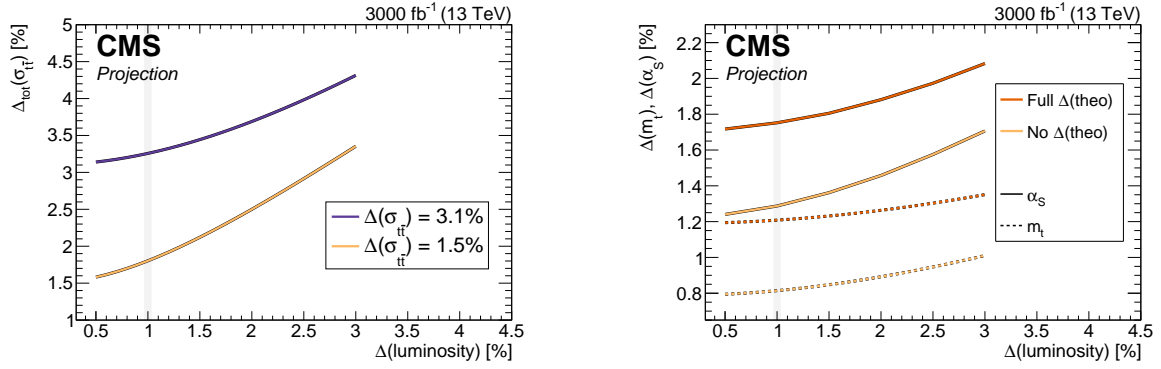 3000 fb⁻¹ (13 TeV)
CMS
Projection
Δtot(σtt̄) [%]
5
4.5
4
3.5
3
2.5
2
1.5
1
Δ(σtt̄) = 3.1%
Δ(σtt̄) = 1.5%
0.5 1 1.5 2 2.5 3 3.5 4 4.5
Δ(luminosity) [%]
3000 fb⁻¹ (13 TeV)
CMS
Projection
Δ(mt), Δ(αS) [%]
2.2
2
1.8
1.6
1.4
1.2
1
0.8
Full Δ(theo)
No Δ(theo)
αS
mt
0.5 1 1.5 2 2.5 3 3.5 4 4.5
Δ(luminosity) [%]